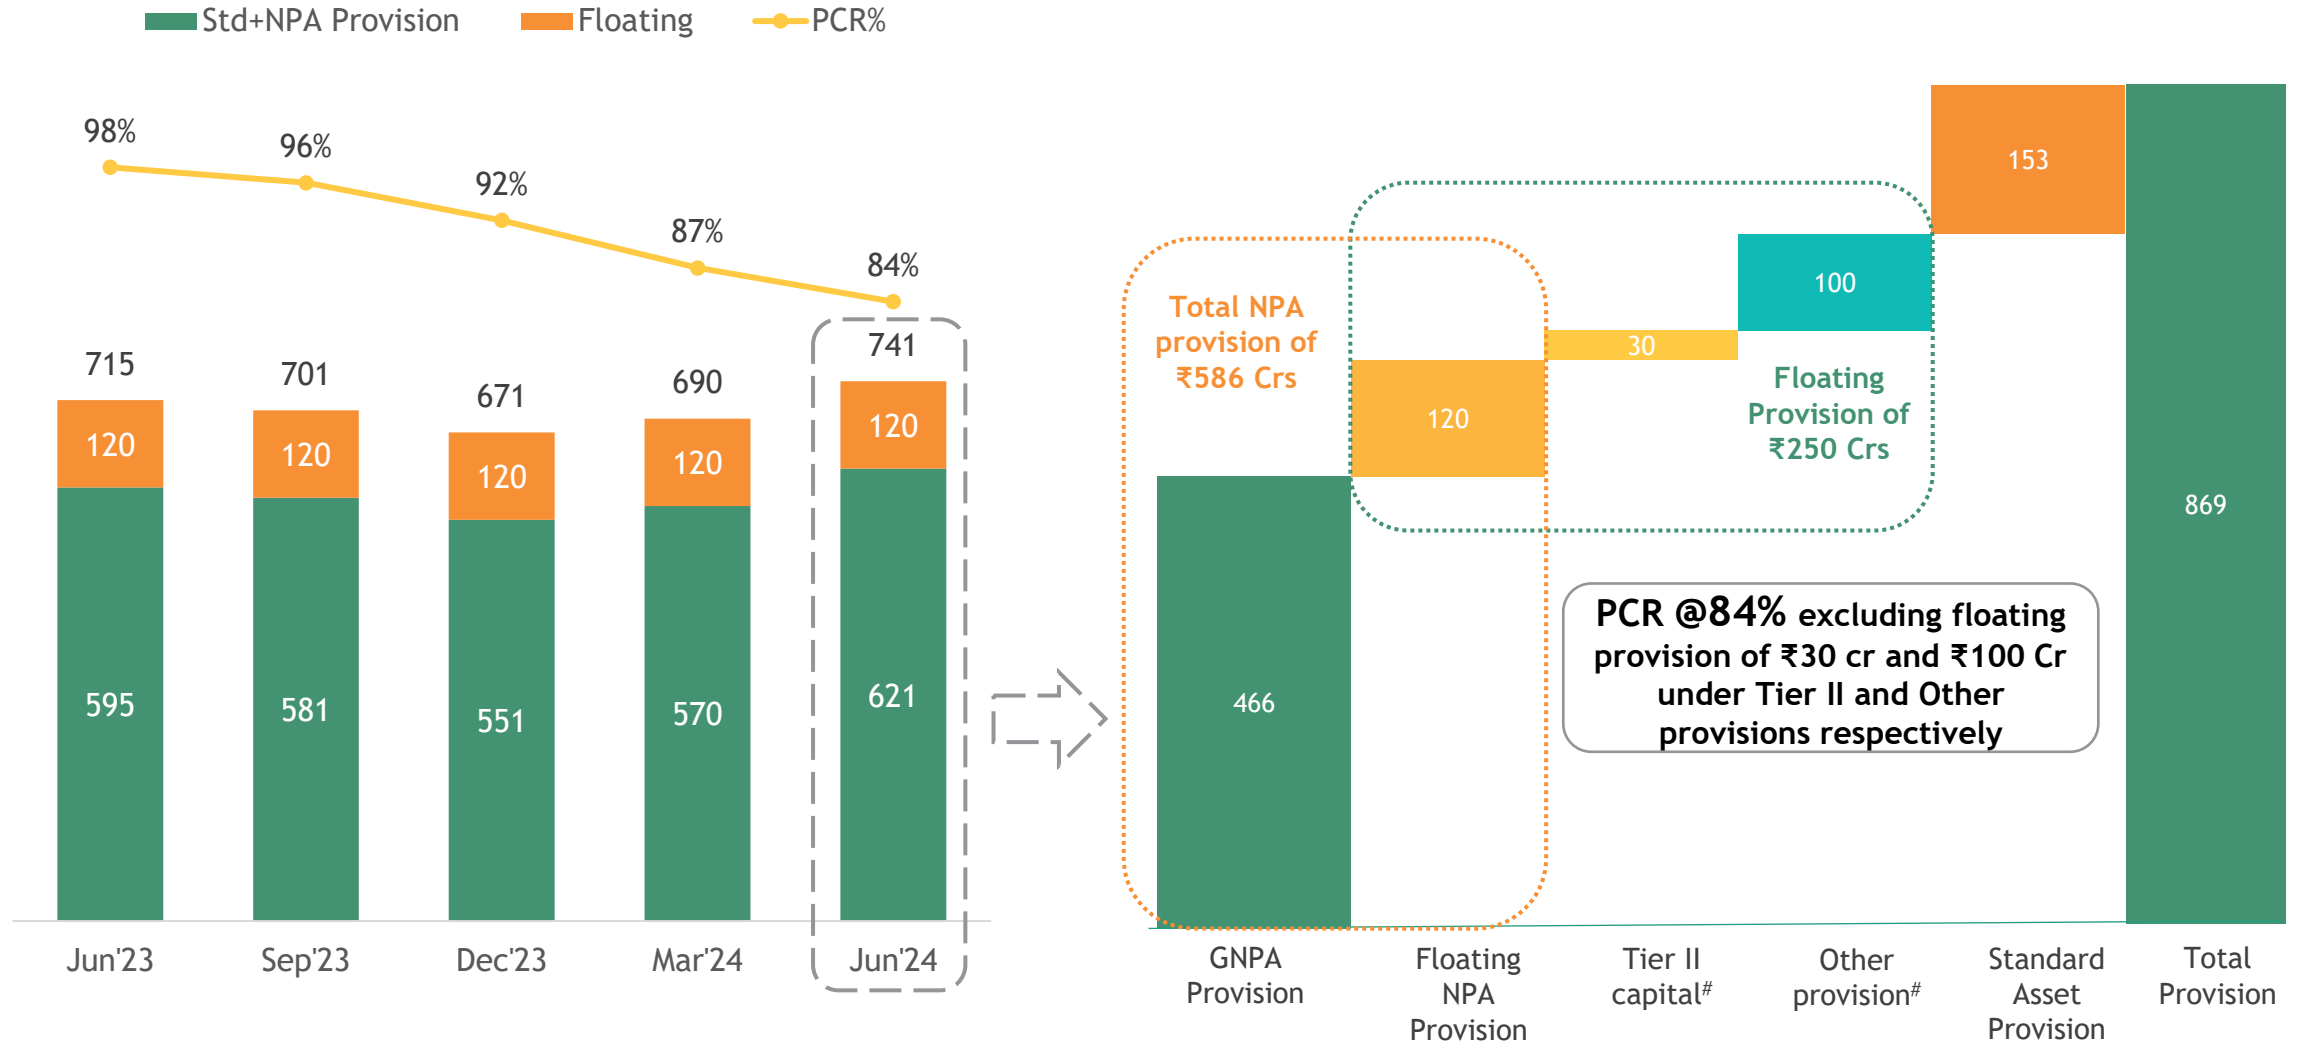 Std+NPA Provision Floating PCR%
98%
96%
92%
87%
84%
715
701
671
690
741
120
120
120
120
120
595
581
551
570
621
Jun'23 Sep'23 Dec'23 Mar'24 Jun'24
Total NPA
provision of
₹586 Crs
Floating
Provision of
₹250 Crs
466
120
30
100
153
869
PCR @84% excluding floating
provision of ₹30 cr and ₹100 Cr
under Tier II and Other
provisions respectively
GNPA
Provision
Floating
NPA
Provision
Tier II
capital#
Other
provision#
Standard
Asset
Provision
Total
Provision